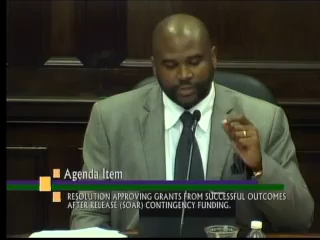 Agenda Item
RESOLUTION APPROVING GRANTS FROM SUCCESSFUL OUTCOMES
AFTER RELEASE (SOAR) CONTINGENCY FUNDING.